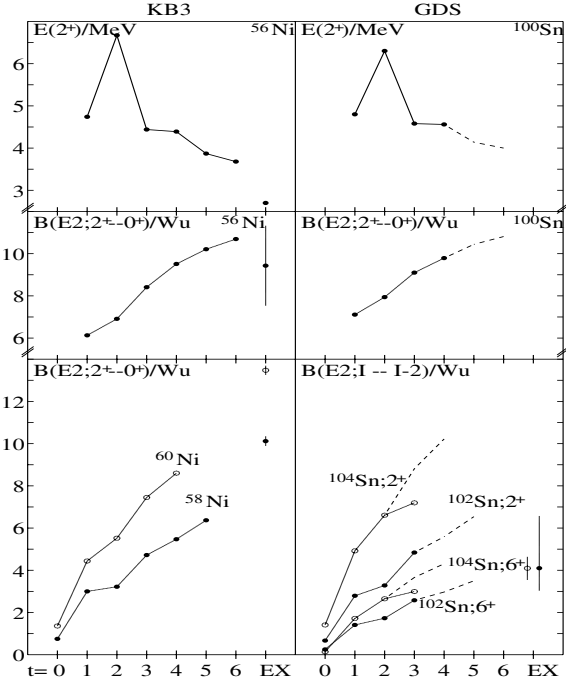 KB3 GDS
E(2⁺)/MeV ⁵⁶Ni E(2⁺)/MeV ¹⁰⁰Sn
6
5
4
3
B(E2;2⁺--0⁺)/Wu ⁵⁶Ni B(E2;2⁺--0⁺)/Wu ¹⁰⁰Sn
10
8
6
B(E2;2⁺--0⁺)/Wu B(E2;I -- I-2)/Wu
12
10
8
6
4
2
0
⁶⁰Ni
⁵⁸Ni
¹⁰⁴Sn;2⁺
¹⁰²Sn;2⁺
¹⁰⁴Sn;6⁺
¹⁰²Sn;6⁺
t= 0 1 2 3 4 5 6 EX 0 1 2 3 4 5 6 EX